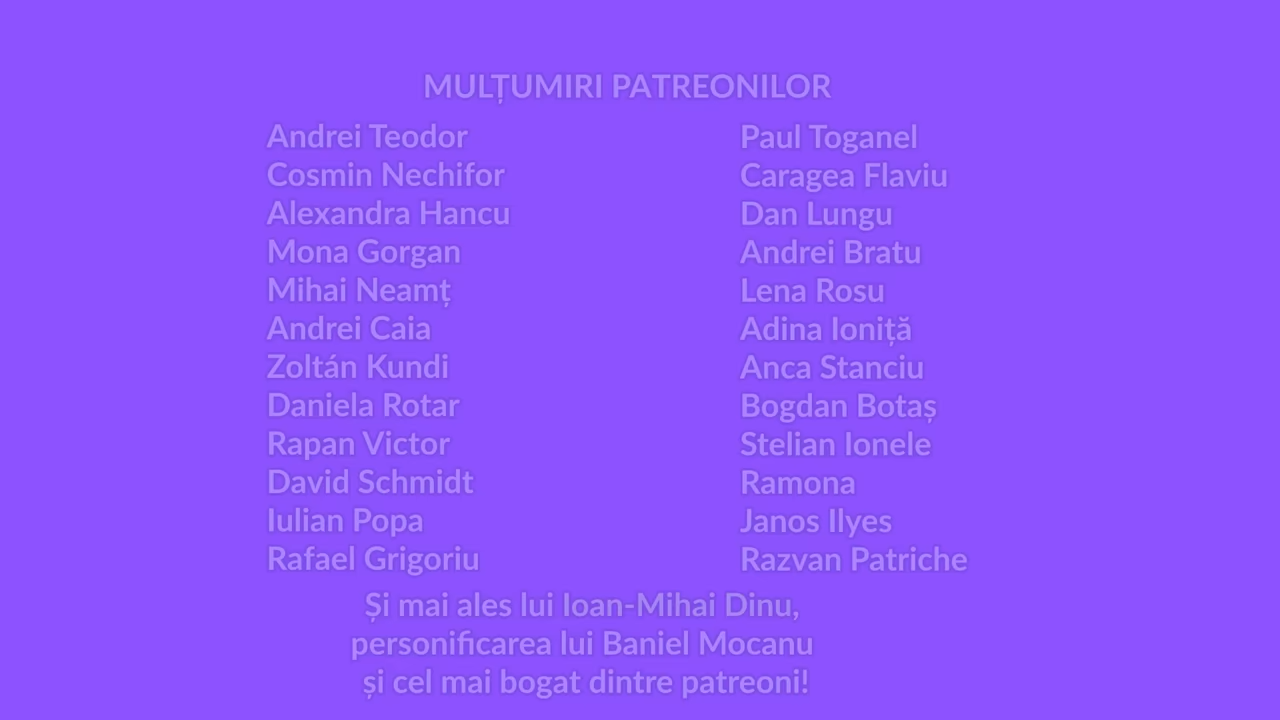 MULȚUMIRI PATREONILOR
Andrei Teodor
Cosmin Nechifor
Alexandra Hancu
Mona Gorgan
Mihai Neamț
Andrei Caia
Zoltán Kundi
Daniela Rotar
Rapan Victor
David Schmidt
Iulian Popa
Rafael Grigoriu
Paul Toganel
Caragea Flaviu
Dan Lungu
Andrei Bratu
Lena Rosu
Adina Ioniță
Anca Stanciu
Bogdan Botaș
Stelian Ionele
Ramona
Janos Ilyes
Razvan Patriche
Și mai ales lui Ioan-Mihai Dinu,
personificarea lui Baniel Mocanu
și cel mai bogat dintre patreoni!